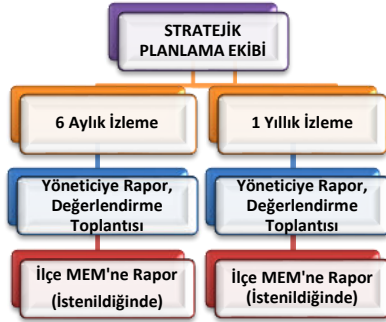 STRATEJİK
PLANLAMA EKİBİ
6 Aylık İzleme
1 Yıllık İzleme
Yöneticiye Rapor,
Değerlendirme
Toplantısı
Yöneticiye Rapor,
Değerlendirme
Toplantısı
İlçe MEM'ne Rapor
(İstenildiğinde)
İlçe MEM'ne Rapor
(İstenildiğinde)